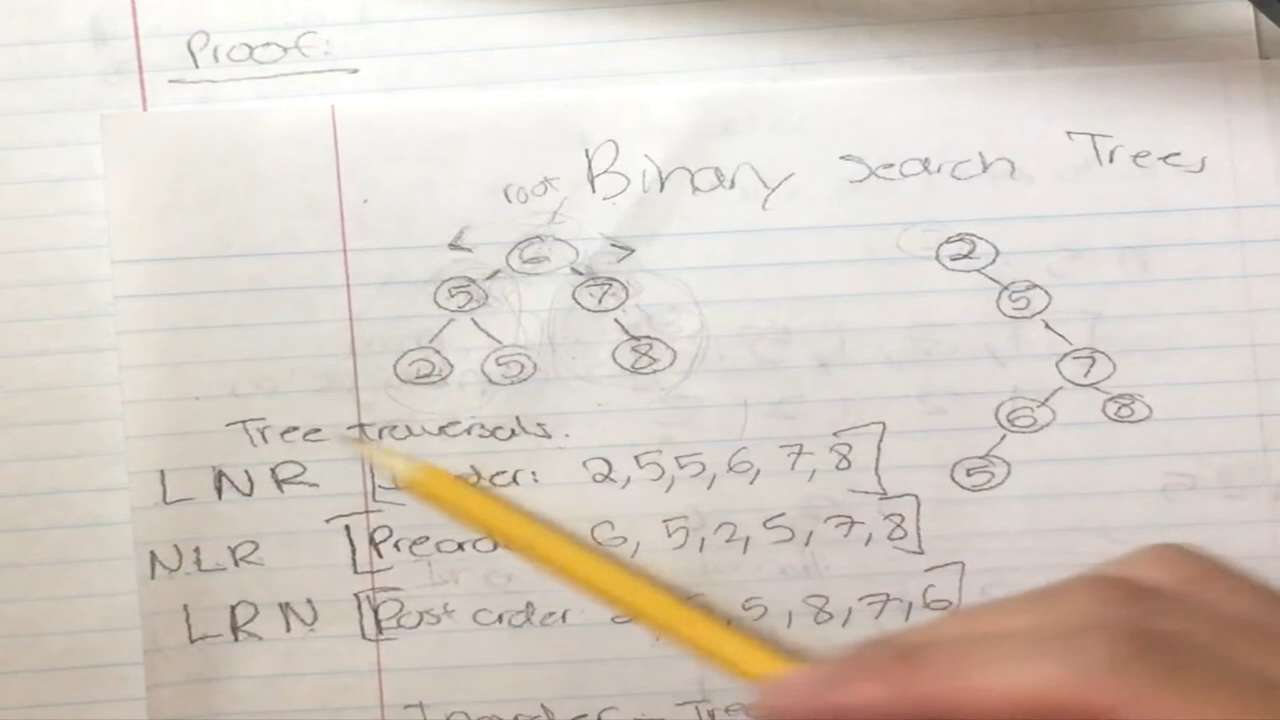 Proof:
Binary Search Trees
root
< 6 >
5 7
2 5 8
2
5
7
6 8
5
Tree traversals.
LNR 2,5,5,6,7,8]
NLR [ 6, 5,2,5,7,8]
LRN [Post order 5,8,7,6]